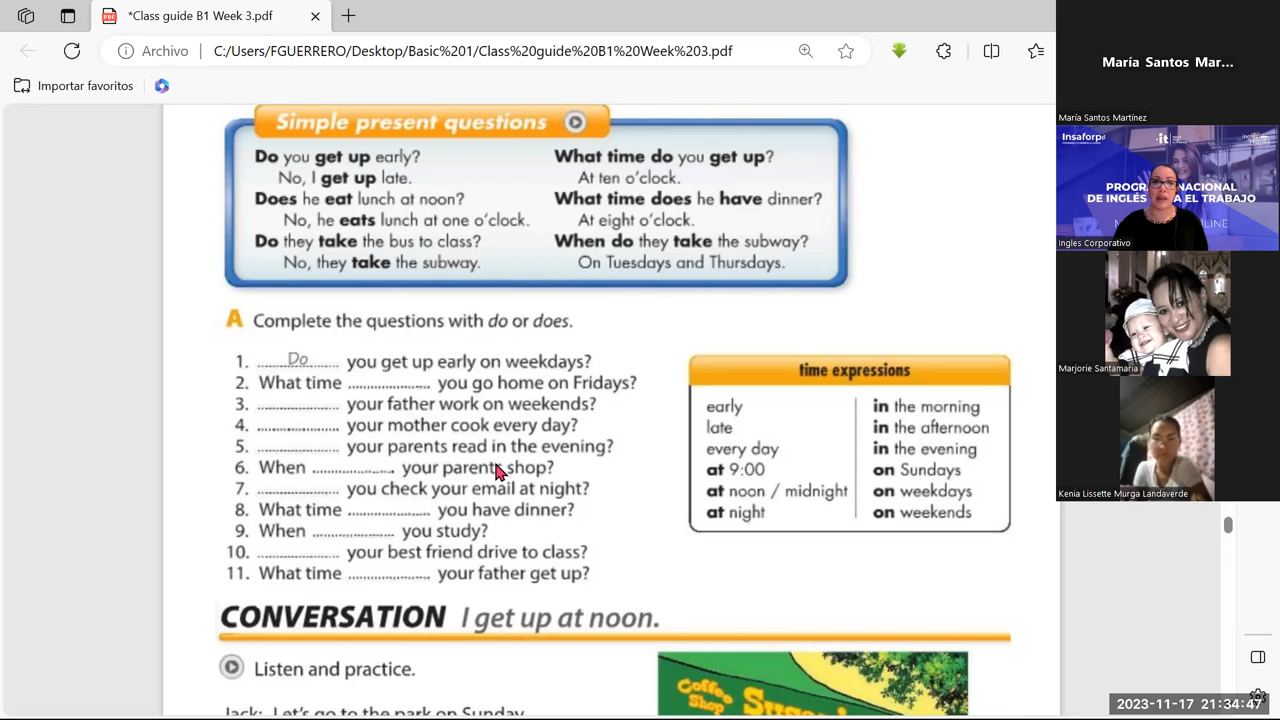 *Class guide B1 Week 3.pdf
Archivo
C:/Users/FGUERRERO/Desktop/Basic%201/Class%20guide%20B1%20Week%203.pdf
Importar favoritos
Simple present questions
Do you get up early?
No, I get up late.
Does he eat lunch at noon?
No, he eats lunch at one o'clock.
Do they take the bus to class?
No, they take the subway.
What time do you get up?
At ten o'clock.
What time does he have dinner?
At eight o'clock.
When do they take the subway?
On Tuesdays and Thursdays.
A Complete the questions with do or does.
1. Do you get up early on weekdays?
2. What time .................. you go home on Fridays?
3. .................. your father work on weekends?
4. .................. your mother cook every day?
5. .................. your parents read in the evening?
6. When .................. your parents shop?
7. .................. you check your email at night?
8. What time .................. you have dinner?
9. When .................. you study?
10. .................. your best friend drive to class?
11. What time .................. your father get up?
time expressions
early
late
every day
at 9:00
at noon / midnight
at night
in the morning
in the afternoon
in the evening
on Sundays
on weekdays
on weekends
CONVERSATION I get up at noon.
Listen and practice.
Jack: Let's go to the park on Sunday
Coffee
Shop
María Santos Mar...
María Santos Martínez
Insaforp
Ingles Corporativo
Marjorie Santamaria
Kenia Lissette Murga Landaverde
2023-11-17 21:34:47